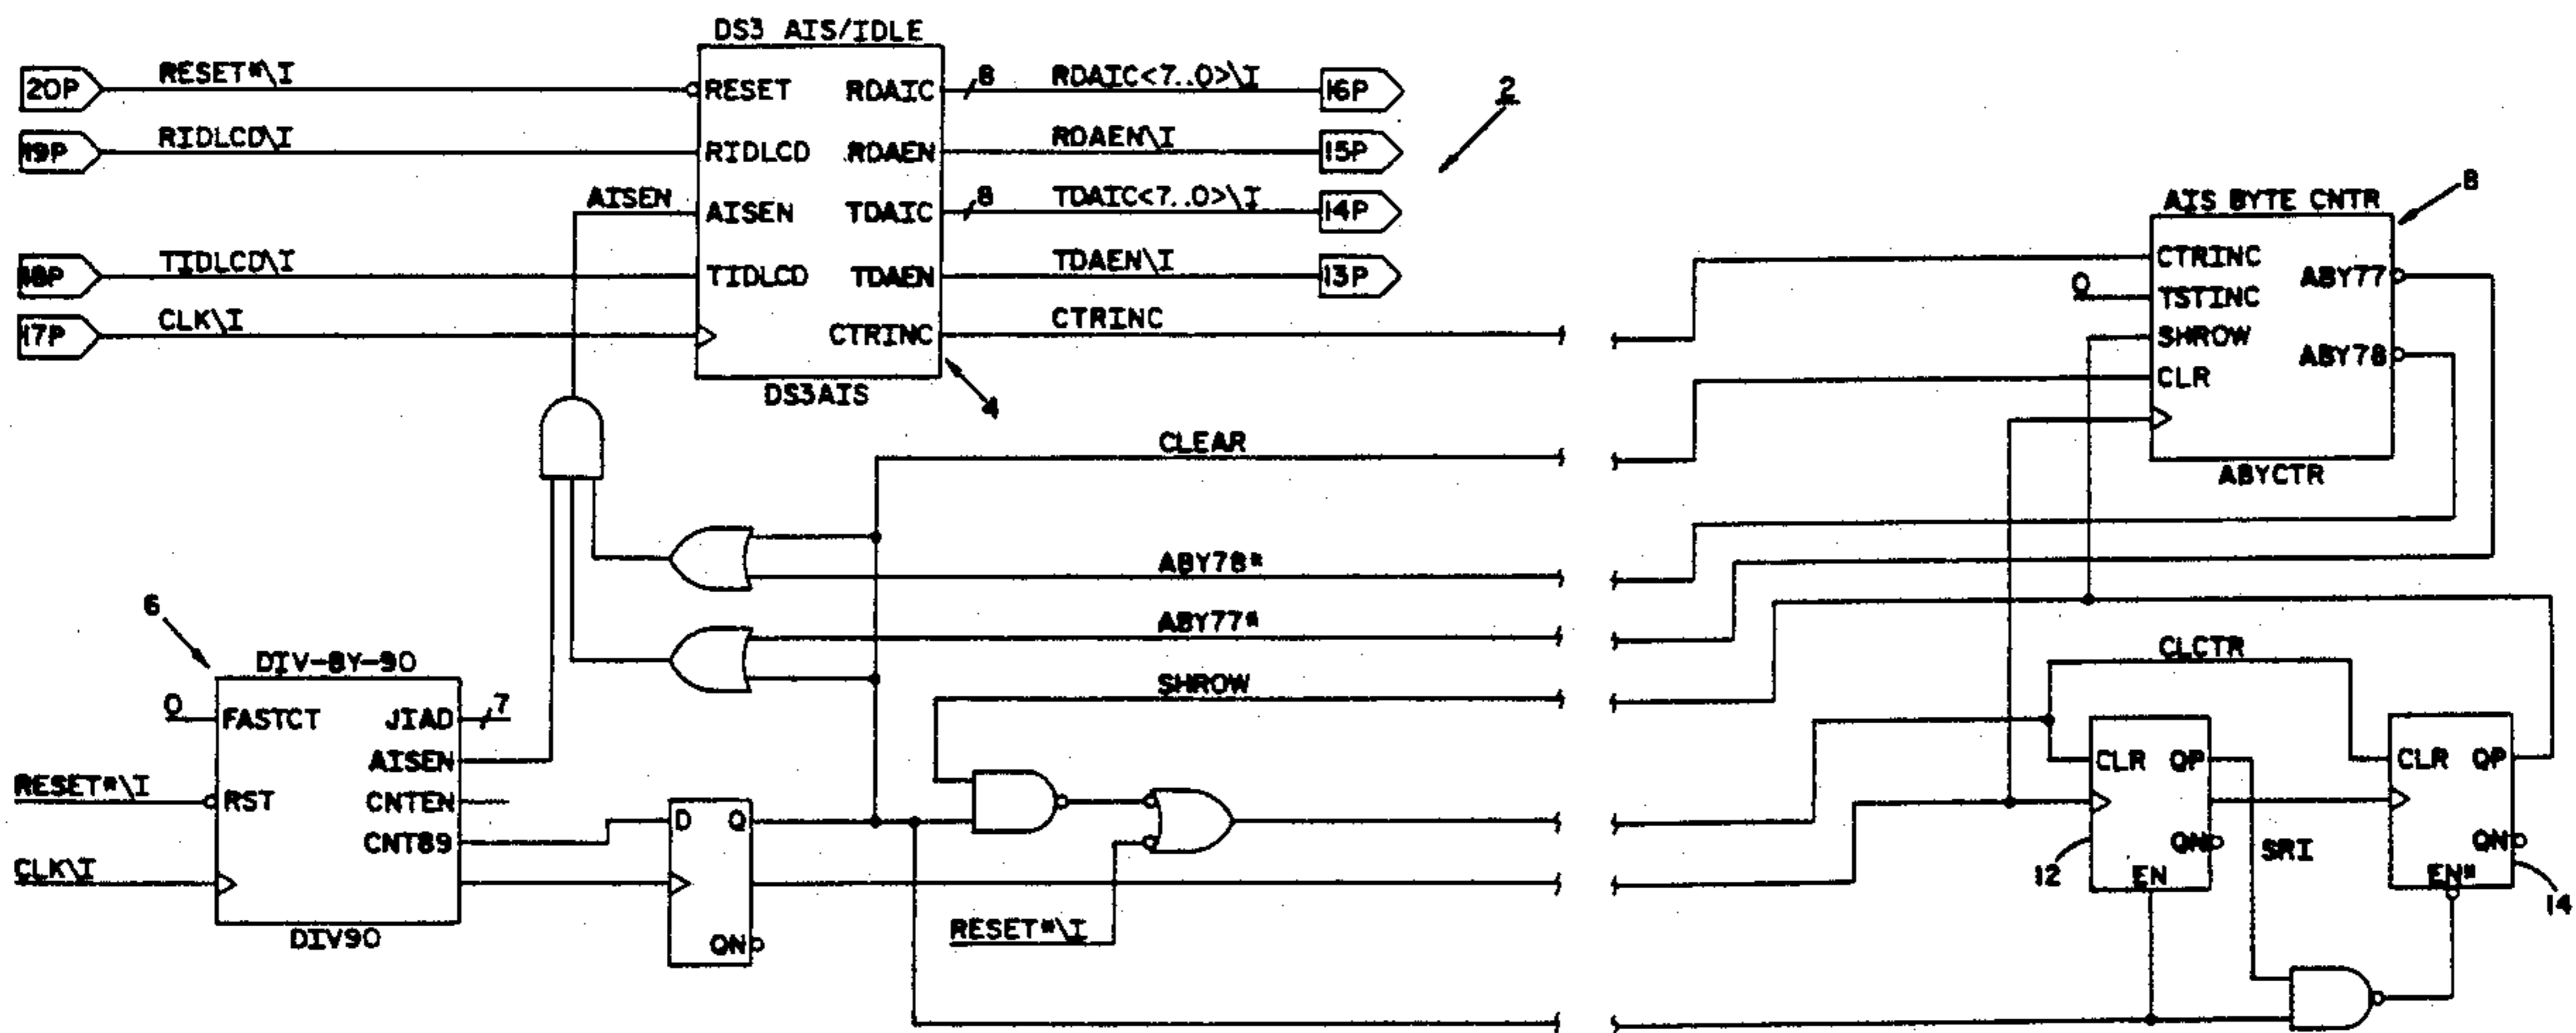 DS3 AIS/IDLE
20P RESET*\I RESET RDAIC 8 RDAIC<7..0>\I 16P
19P RIDLCD\I RIDLCD RDAEN RDAEN\I 15P
AISEN AISEN TDAIC 8 TDAIC<7..0>\I 14P
18P TIDLCD\I TIDLCD TDAEN TDAEN\I 13P
17P CLK\I CTRINC CTRINC
DS3AIS
4
2
8
AIS BYTE CNTR
CTRINC ABY77
0 TSTINC
SHROW ABY78
CLR
ABYCTR
CLEAR
ABY78*
ABY77*
SHROW
6
DIV-BY-90
0 FASTCT JIAD 7
AISEN
RESET*\I RST CNTEN
CNT89
CLK\I
DIV90
D Q
QN
RESET*\I
CLCTR
CLR QP
QN
EN
12
SRI
CLR QP
QN
EN*
14